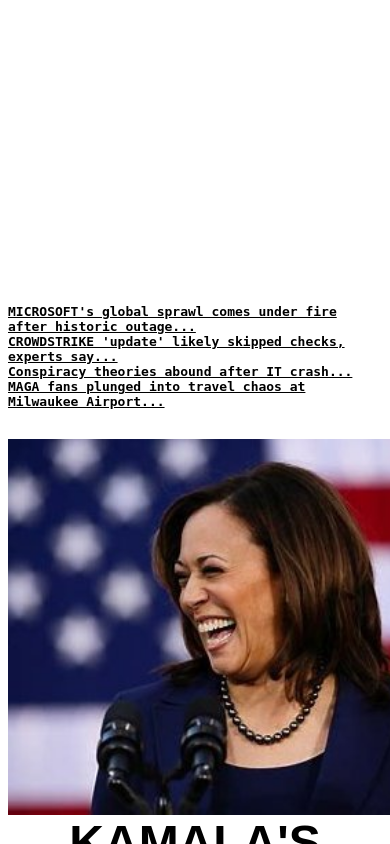 MICROSOFT's global sprawl comes under fire
after historic outage...
CROWDSTRIKE 'update' likely skipped checks,
experts say...
Conspiracy theories abound after IT crash...
MAGA fans plunged into travel chaos at
Milwaukee Airport...
KAMALA'S